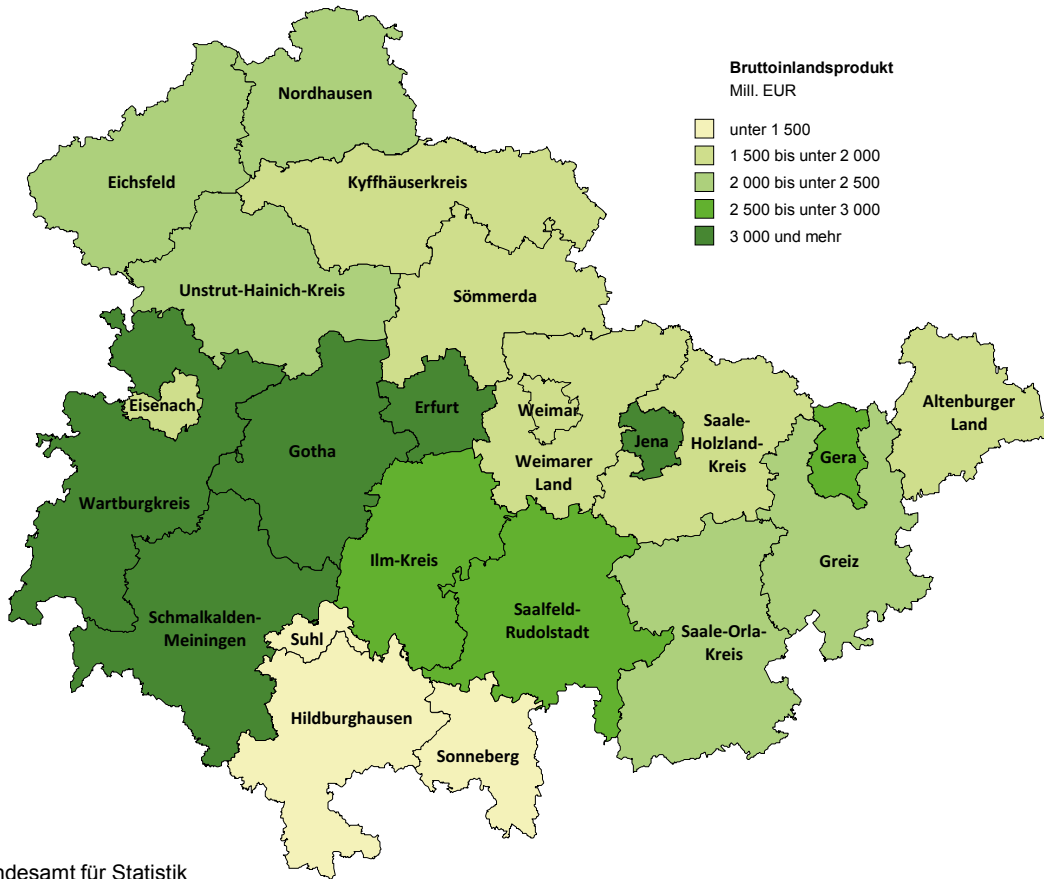 Bruttoinlandsprodukt
Mill. EUR
unter 1 500
1 500 bis unter 2 000
2 000 bis unter 2 500
2 500 bis unter 3 000
3 000 und mehr
Nordhausen
Eichsfeld
Kyffhäuserkreis
Unstrut-Hainich-Kreis
Sömmerda
Eisenach
Erfurt
Weimar
Altenburger
Land
Saale-
Holzland-
Kreis
Jena
Gera
Gotha
Weimarer
Land
Wartburgkreis
Ilm-Kreis
Greiz
Schmalkalden-
Meiningen
Saalfeld-
Rudolstadt
Suhl
Saale-Orla-
Kreis
Hildburghausen
Sonneberg
ndesamt für Statistik